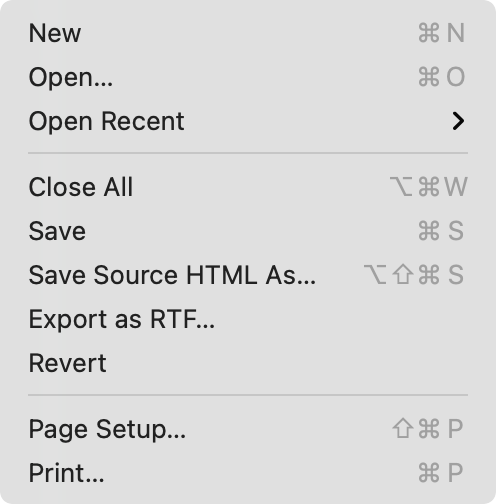 New ⌘ N
Open... ⌘ O
Open Recent
Close All ⌥⌘W
Save ⌘ S
Save Source HTML As... ⌥⇧⌘ S
Export as RTF...
Revert
Page Setup... ⇧⌘ P
Print... ⌘ P